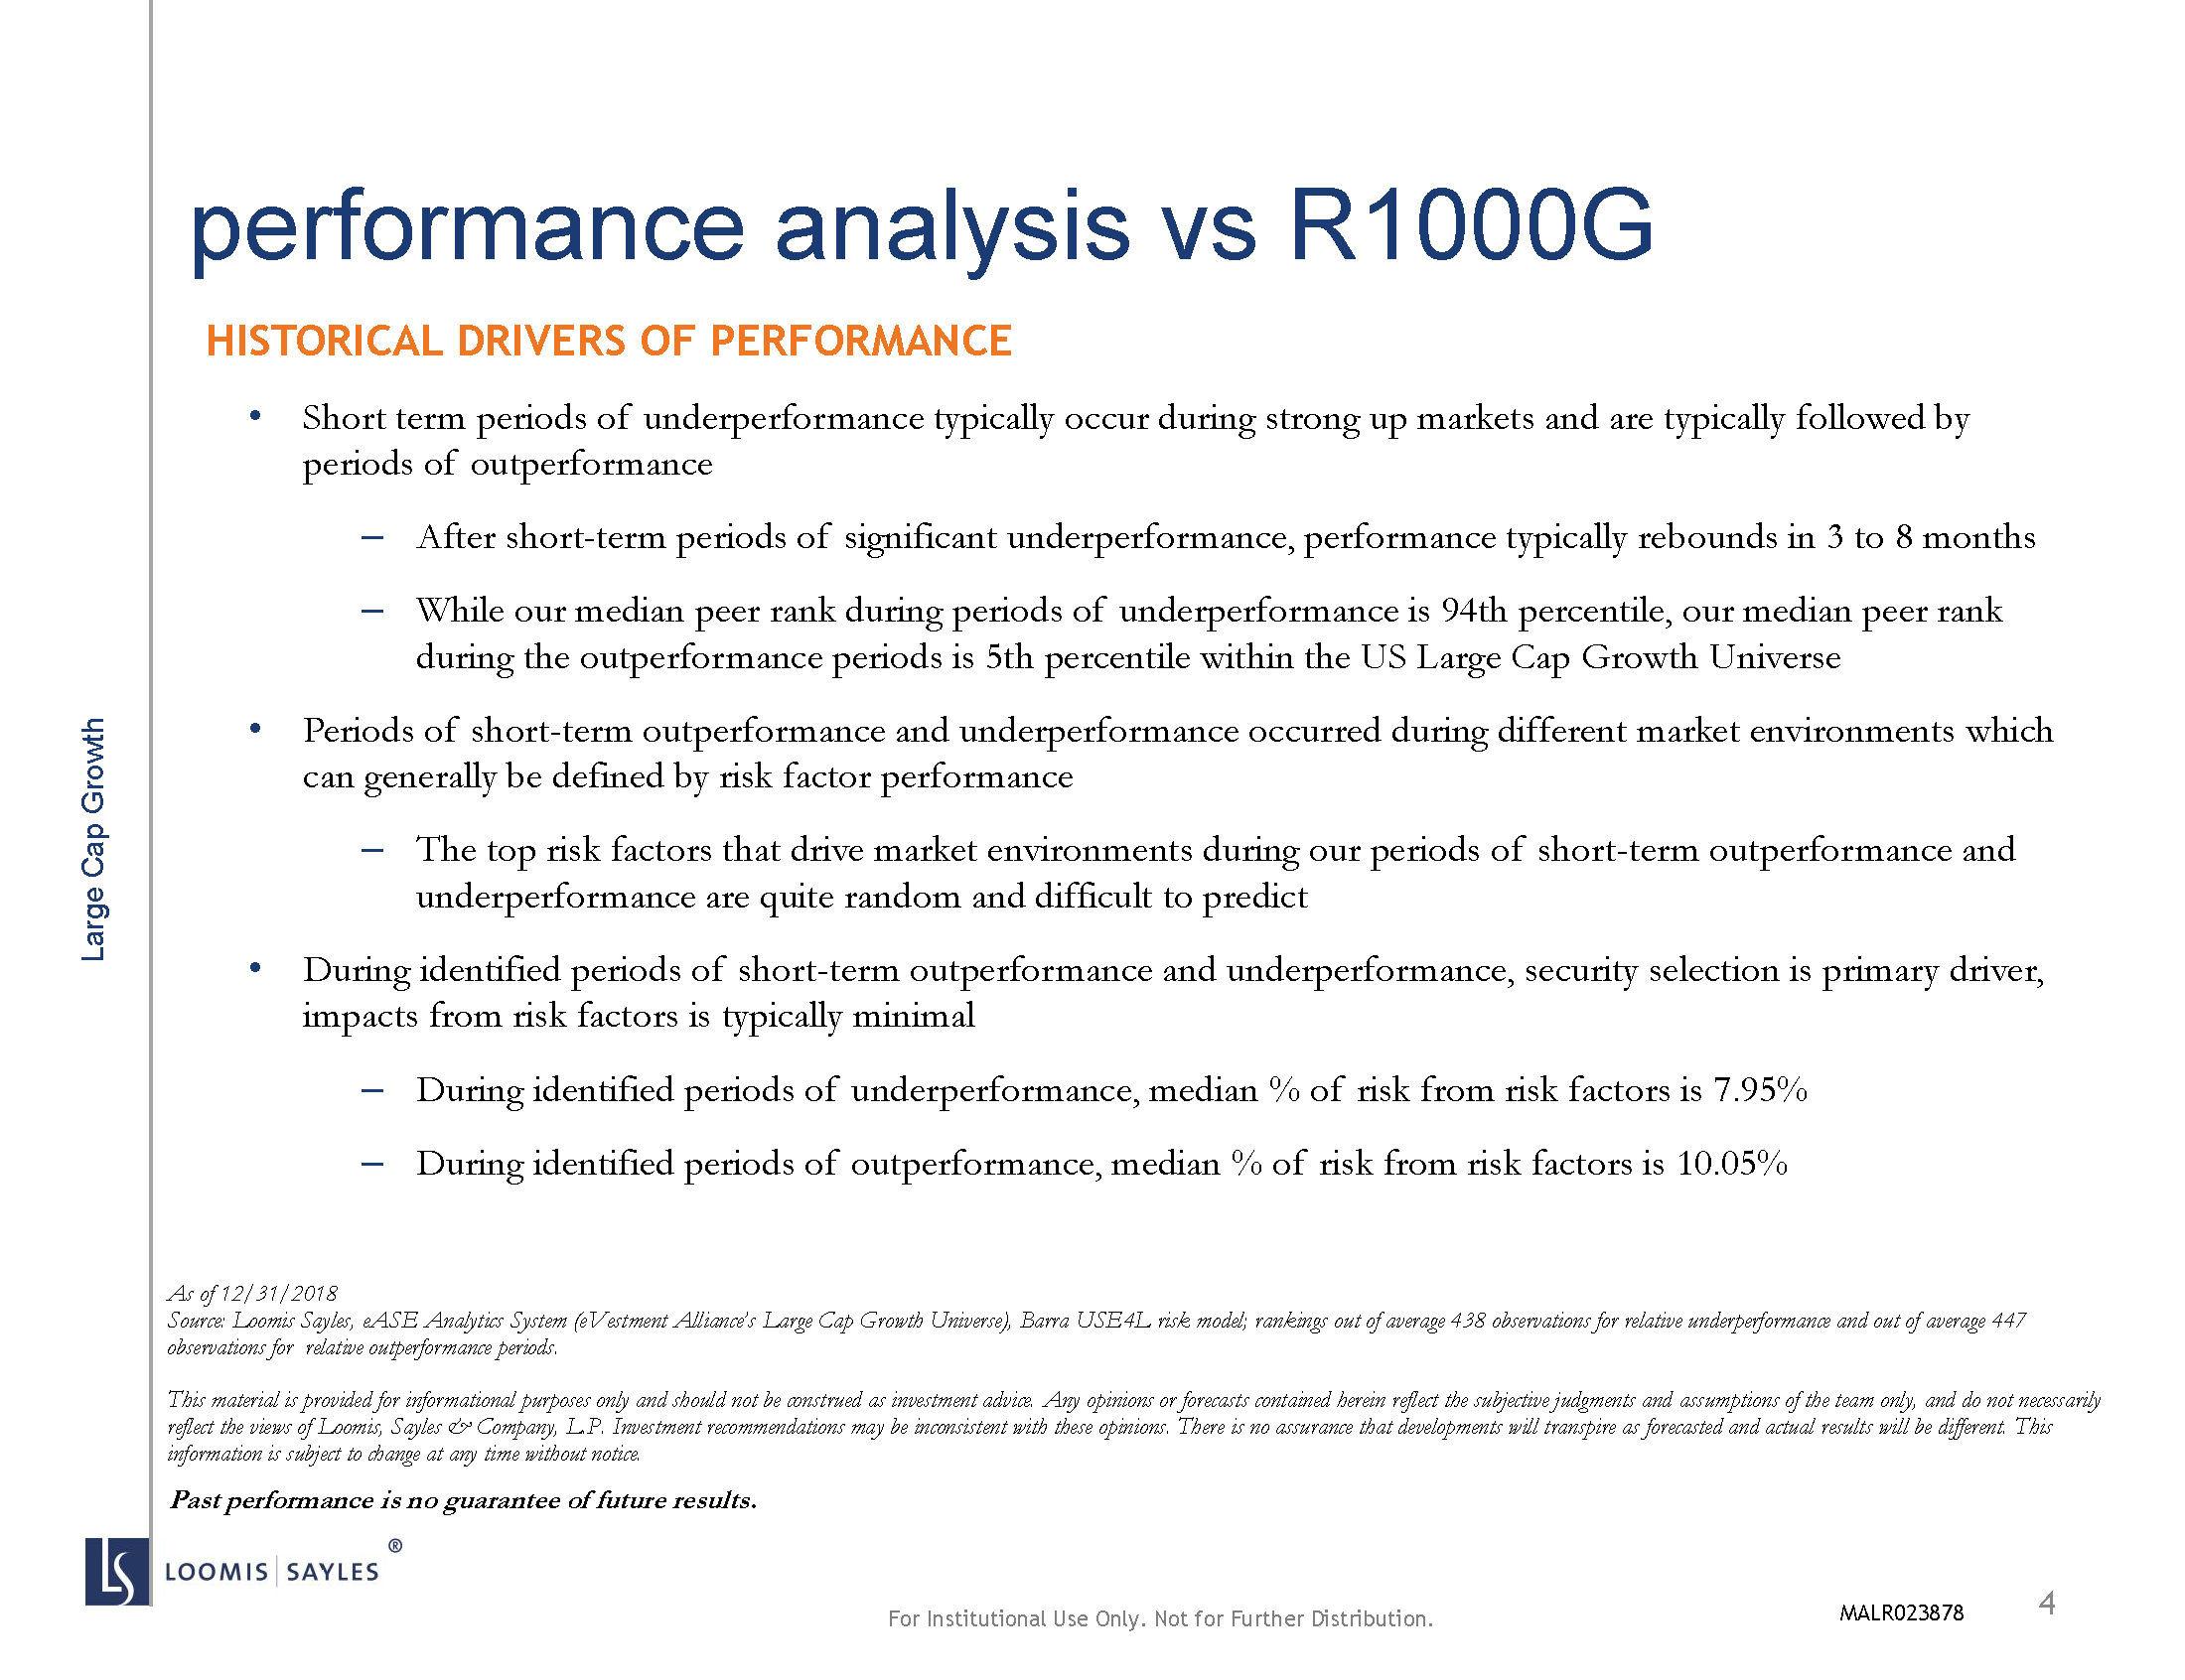 performance analysis vs R1000G
HISTORICAL DRIVERS OF PERFORMANCE
• Short term periods of underperformance typically occur during strong up markets and are typically followed by
periods of outperformance
– After short-term periods of significant underperformance, performance typically rebounds in 3 to 8 months
– While our median peer rank during periods of underperformance is 94th percentile, our median peer rank
during the outperformance periods is 5th percentile within the US Large Cap Growth Universe
• Periods of short-term outperformance and underperformance occurred during different market environments which
can generally be defined by risk factor performance
– The top risk factors that drive market environments during our periods of short-term outperformance and
underperformance are quite random and difficult to predict
• During identified periods of short-term outperformance and underperformance, security selection is primary driver,
impacts from risk factors is typically minimal
– During identified periods of underperformance, median % of risk from risk factors is 7.95%
– During identified periods of outperformance, median % of risk from risk factors is 10.05%
Large Cap Growth
As of 12/31/2018
Source: Loomis Sayles, eASE Analytics System (eVestment Alliance's Large Cap Growth Universe), Barra USE4L risk model; rankings out of average 438 observations for relative underperformance and out of average 447
observations for relative outperformance periods.
This material is provided for informational purposes only and should not be construed as investment advice. Any opinions or forecasts contained herein reflect the subjective judgments and assumptions of the team only, and do not necessarily
reflect the views of Loomis, Sayles & Company, L.P. Investment recommendations may be inconsistent with these opinions. There is no assurance that developments will transpire as forecasted and actual results will be different. This
information is subject to change at any time without notice.
Past performance is no guarantee of future results.
LS LOOMIS | SAYLES ®
For Institutional Use Only. Not for Further Distribution.
MALR023878
4